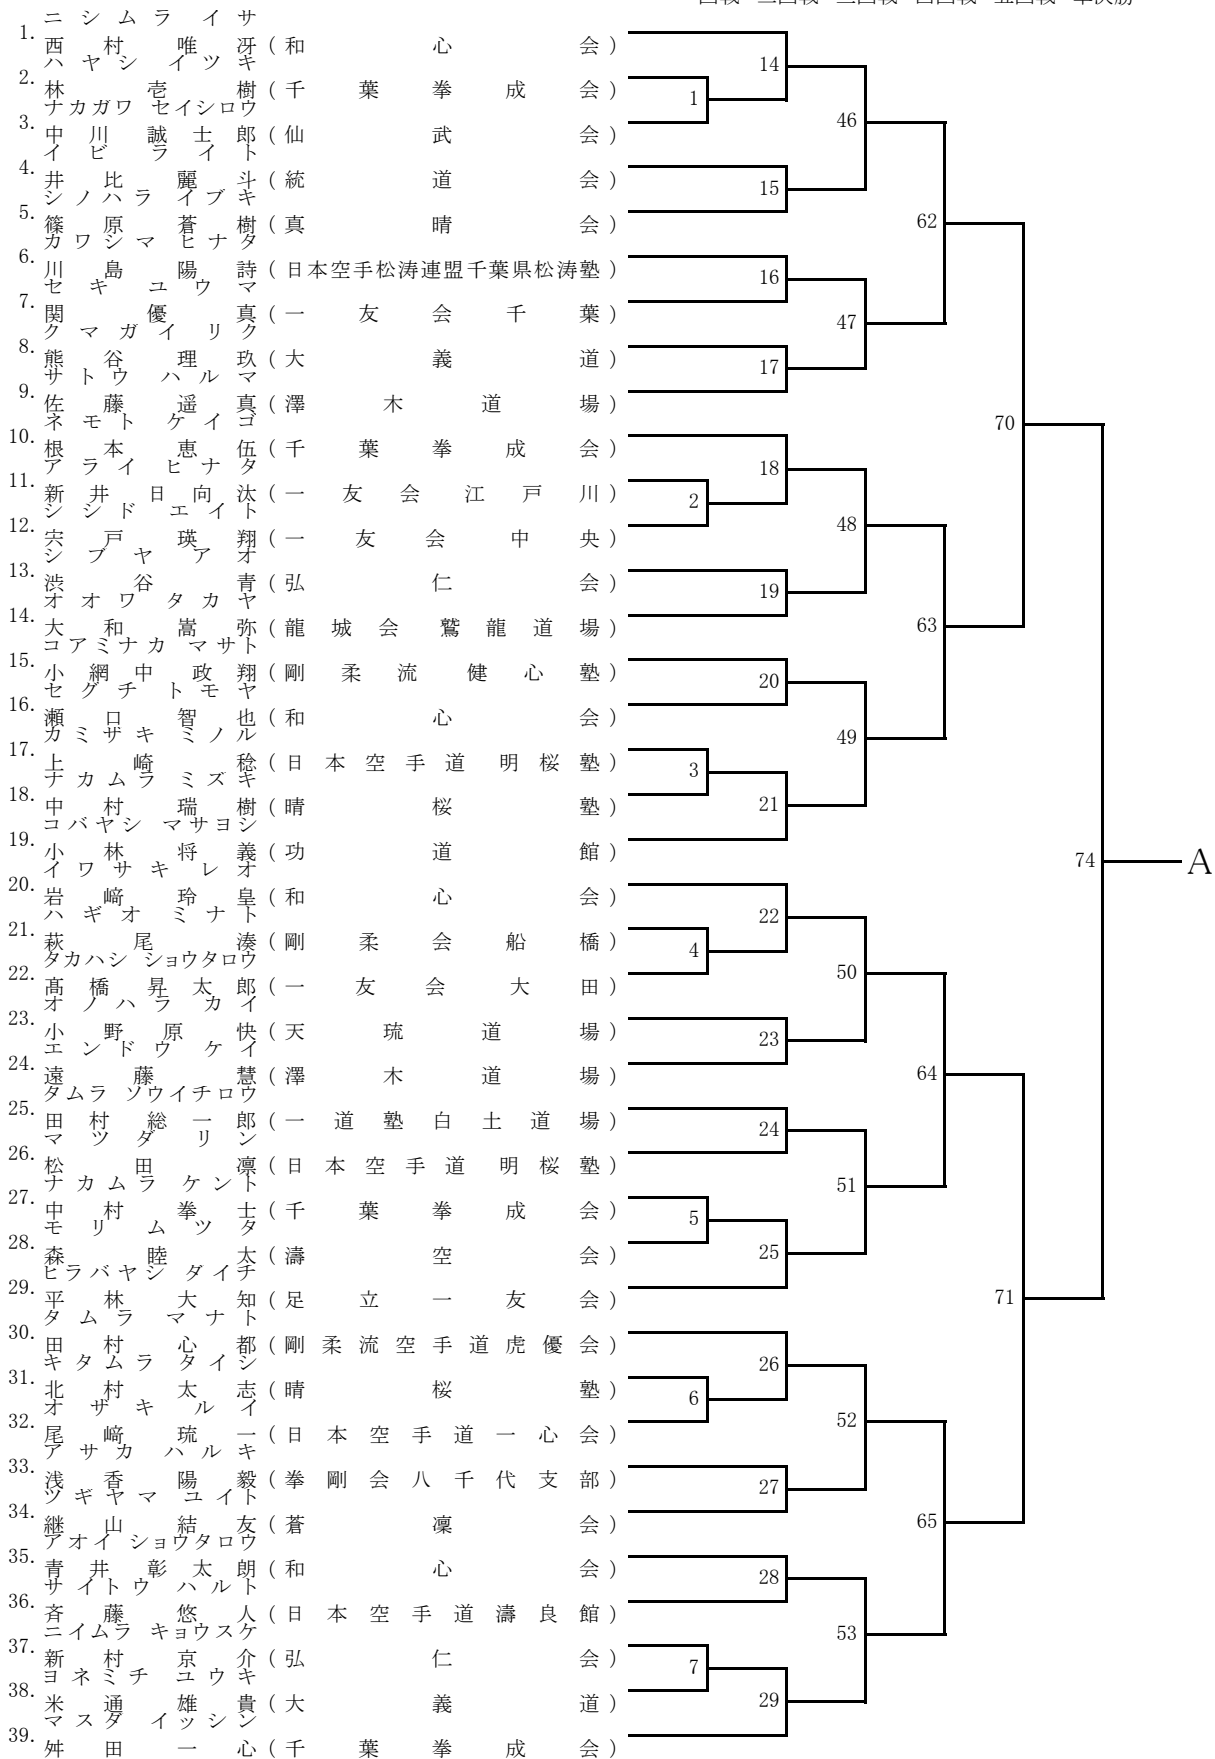 ニシムライサ
1. 西村唯冴(和心会)
ハヤシイツキ
2. 林壱樹(千葉拳成会)
ナカガワ セイシロウ
3. 中川誠士郎(仙武会)
イビライト
4. 井比麗斗(統道会)
シノハライブキ
5. 篠原蒼樹(真晴会)
カワシマヒナタ
6. 川島陽詩(日本空手松涛連盟千葉県松涛塾)
セキユウマ
7. 関優真(一友会千葉)
クマガイリク
8. 熊谷理玖(大義道)
サトウハルマ
9. 佐藤遥真(澤木道場)
ネモトケイゴ
10. 根本恵伍(千葉拳成会)
アライヒナタ
11. 新井日向汰(一友会江戸川)
シシドエイト
12. 宍戸瑛翔(一友会中央)
シブヤアオ
13. 渋谷青(弘仁会)
オオワタカヤ
14. 大和嵩弥(龍城会鷲龍道場)
コアミナカ マサト
15. 小網中政翔(剛柔流健心塾)
セグチトモヤ
16. 瀬口智也(和心会)
カミザキミノル
17. 上崎稔(日本空手道明桜塾)
ナカムラミズキ
18. 中村瑞樹(晴桜塾)
コバヤシ マサヨシ
19. 小林将義(功道館)
イワサキレオ
20. 岩﨑玲皇(和心会)
ハギオミナト
21. 萩尾湊(剛柔会船橋)
タカハシ ショウタロウ
22. 髙橋昇太郎(一友会大田)
オノハラカイ
23. 小野原快(天琉道場)
エンドウケイ
24. 遠藤慧(澤木道場)
タムラ ソウイチロウ
25. 田村総一郎(一道塾白土道場)
マツダリン
26. 松田凛(日本空手道明桜塾)
ナカムラケント
27. 中村拳士(千葉拳成会)
モリムツタ
28. 森睦太(濤空会)
ヒラバヤシ ダイチ
29. 平林大知(足立一友会)
タムラマナト
30. 田村心都(剛柔流空手道虎優会)
キタムラタイシ
31. 北村太志(晴桜塾)
オザキルイ
32. 尾﨑琉一(日本空手道一心会)
アサカハルキ
33. 浅香陽毅(拳剛会八千代支部)
ツギヤマユイト
34. 継山結友(蒼凜会)
アオイ ショウタロウ
35. 青井彰太朗(和心会)
サイトウハルト
36. 斉藤悠人(日本空手道濤良館)
ニイムラ キョウスケ
37. 新村京介(弘仁会)
ヨネミチユウキ
38. 米通雄貴(大義道)
マスダイッシン
39. 舛田一心(千葉拳成会)
1
2
3
4
5
6
7
14
15
16
17
18
19
20
21
22
23
24
25
26
27
28
29
46
47
48
49
50
51
52
53
62
63
64
65
70
71
74
A